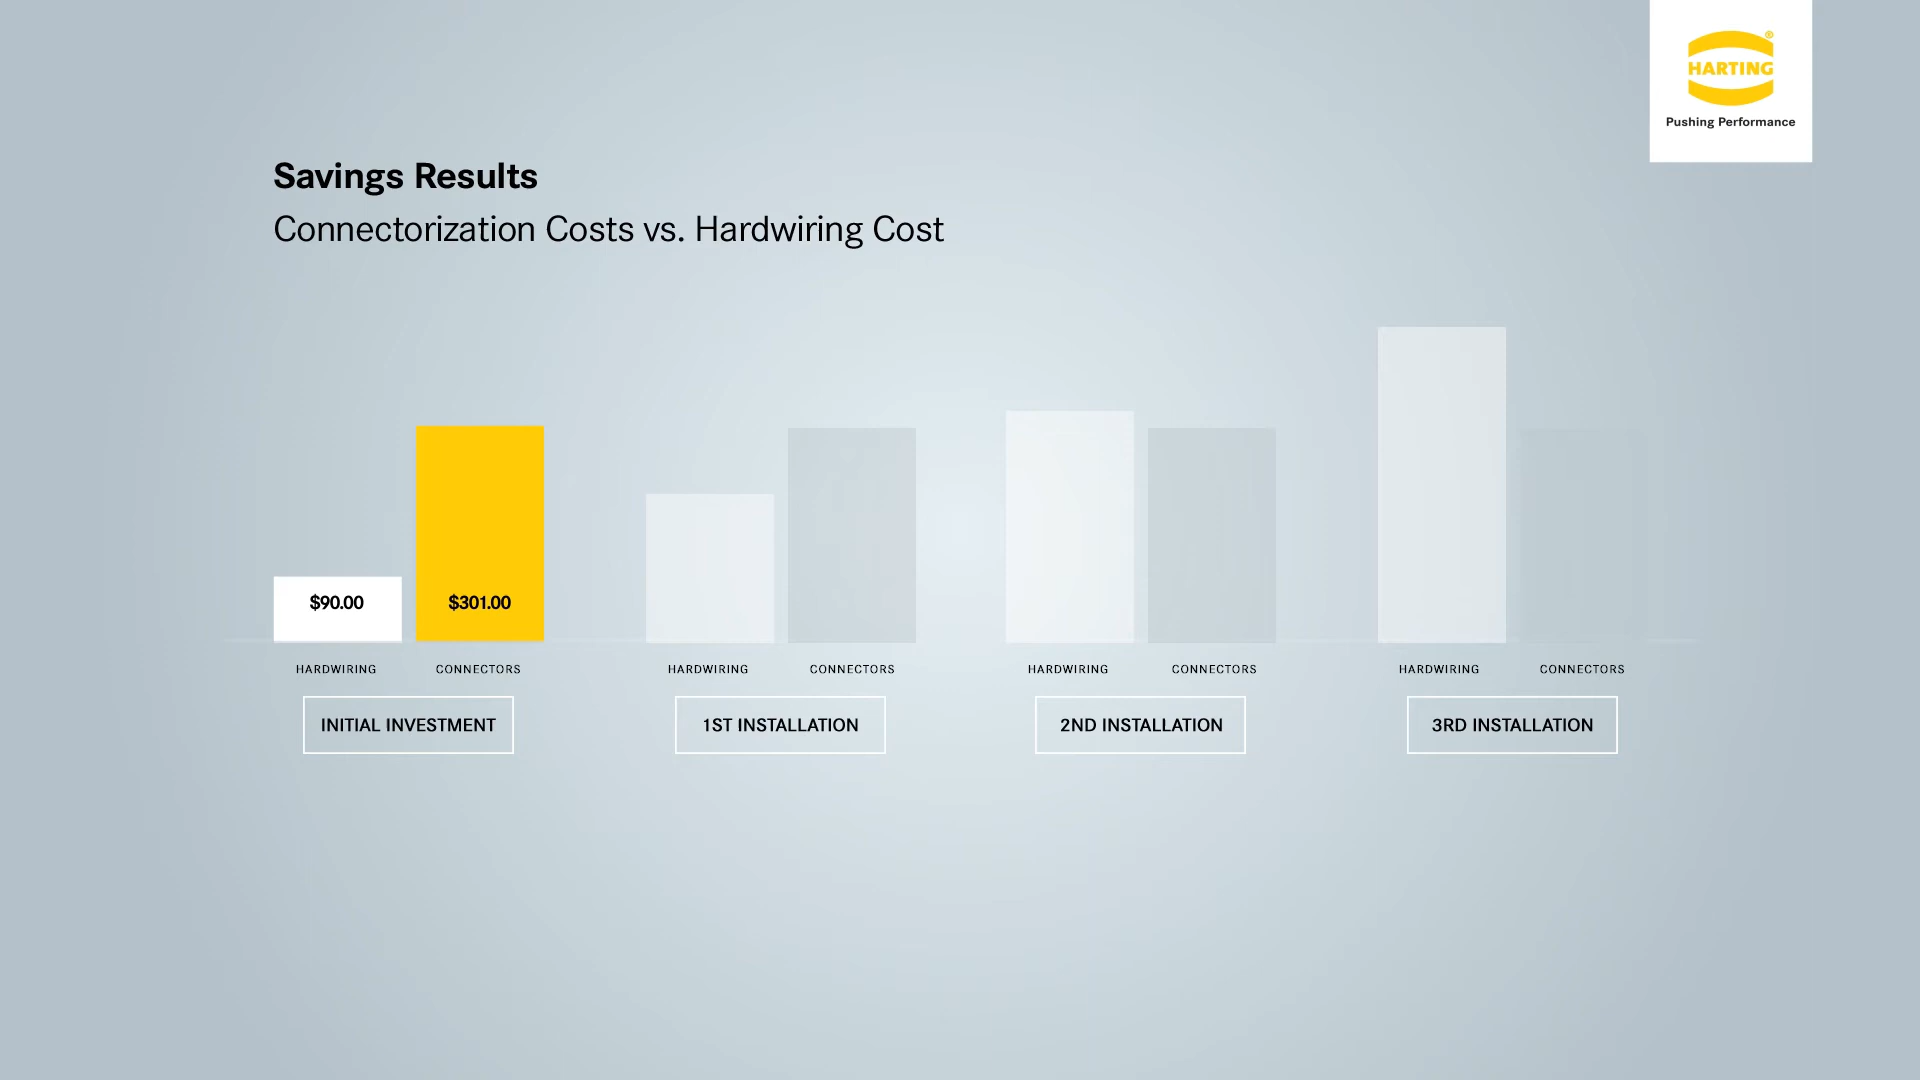 HARTING
®
Pushing Performance
Savings Results
Connectorization Costs vs. Hardwiring Cost
$90.00
$301.00
HARDWIRING
CONNECTORS
HARDWIRING
CONNECTORS
HARDWIRING
CONNECTORS
HARDWIRING
CONNECTORS
INITIAL INVESTMENT
1ST INSTALLATION
2ND INSTALLATION
3RD INSTALLATION